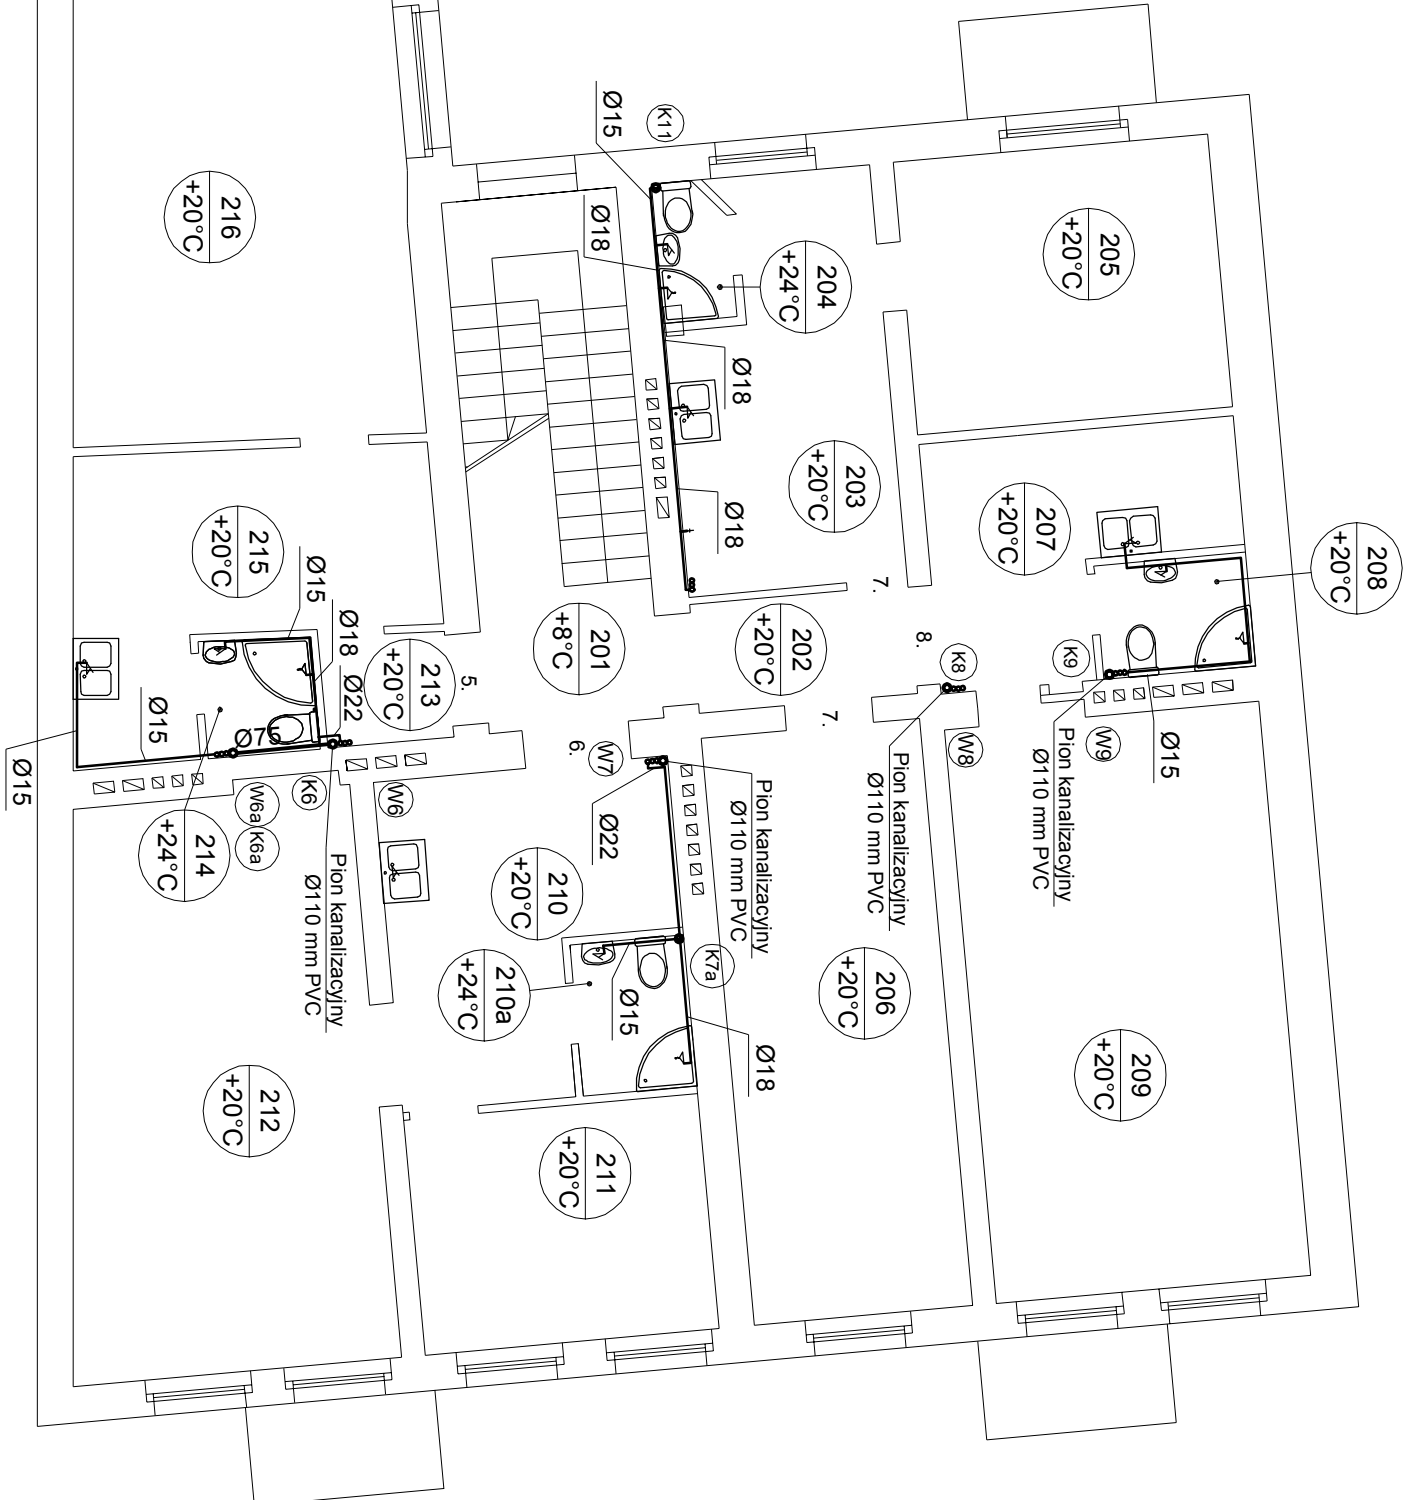 216
+20°C
Ø15
K11
Ø18
204
+24°C
205
+20°C
Ø18
203
+20°C
Ø18
207
+20°C
208
+20°C
215
+20°C
Ø15
Ø18
Ø22
213
+20°C
5.
201
+8°C
202
+20°C
7.
8.
K8
K9
7.
W8
W9
Ø15
Pion kanalizacyjny
Ø110 mm PVC
Pion kanalizacyjny
Ø110 mm PVC
Ø15
Ø15
Ø75
6.
W7
Ø22
Pion kanalizacyjny
Ø110 mm PVC
W6a
K6a
K6
W6
214
+24°C
Pion kanalizacyjny
Ø110 mm PVC
210
+20°C
K7a
210a
+24°C
Ø15
Ø18
206
+20°C
209
+20°C
212
+20°C
211
+20°C